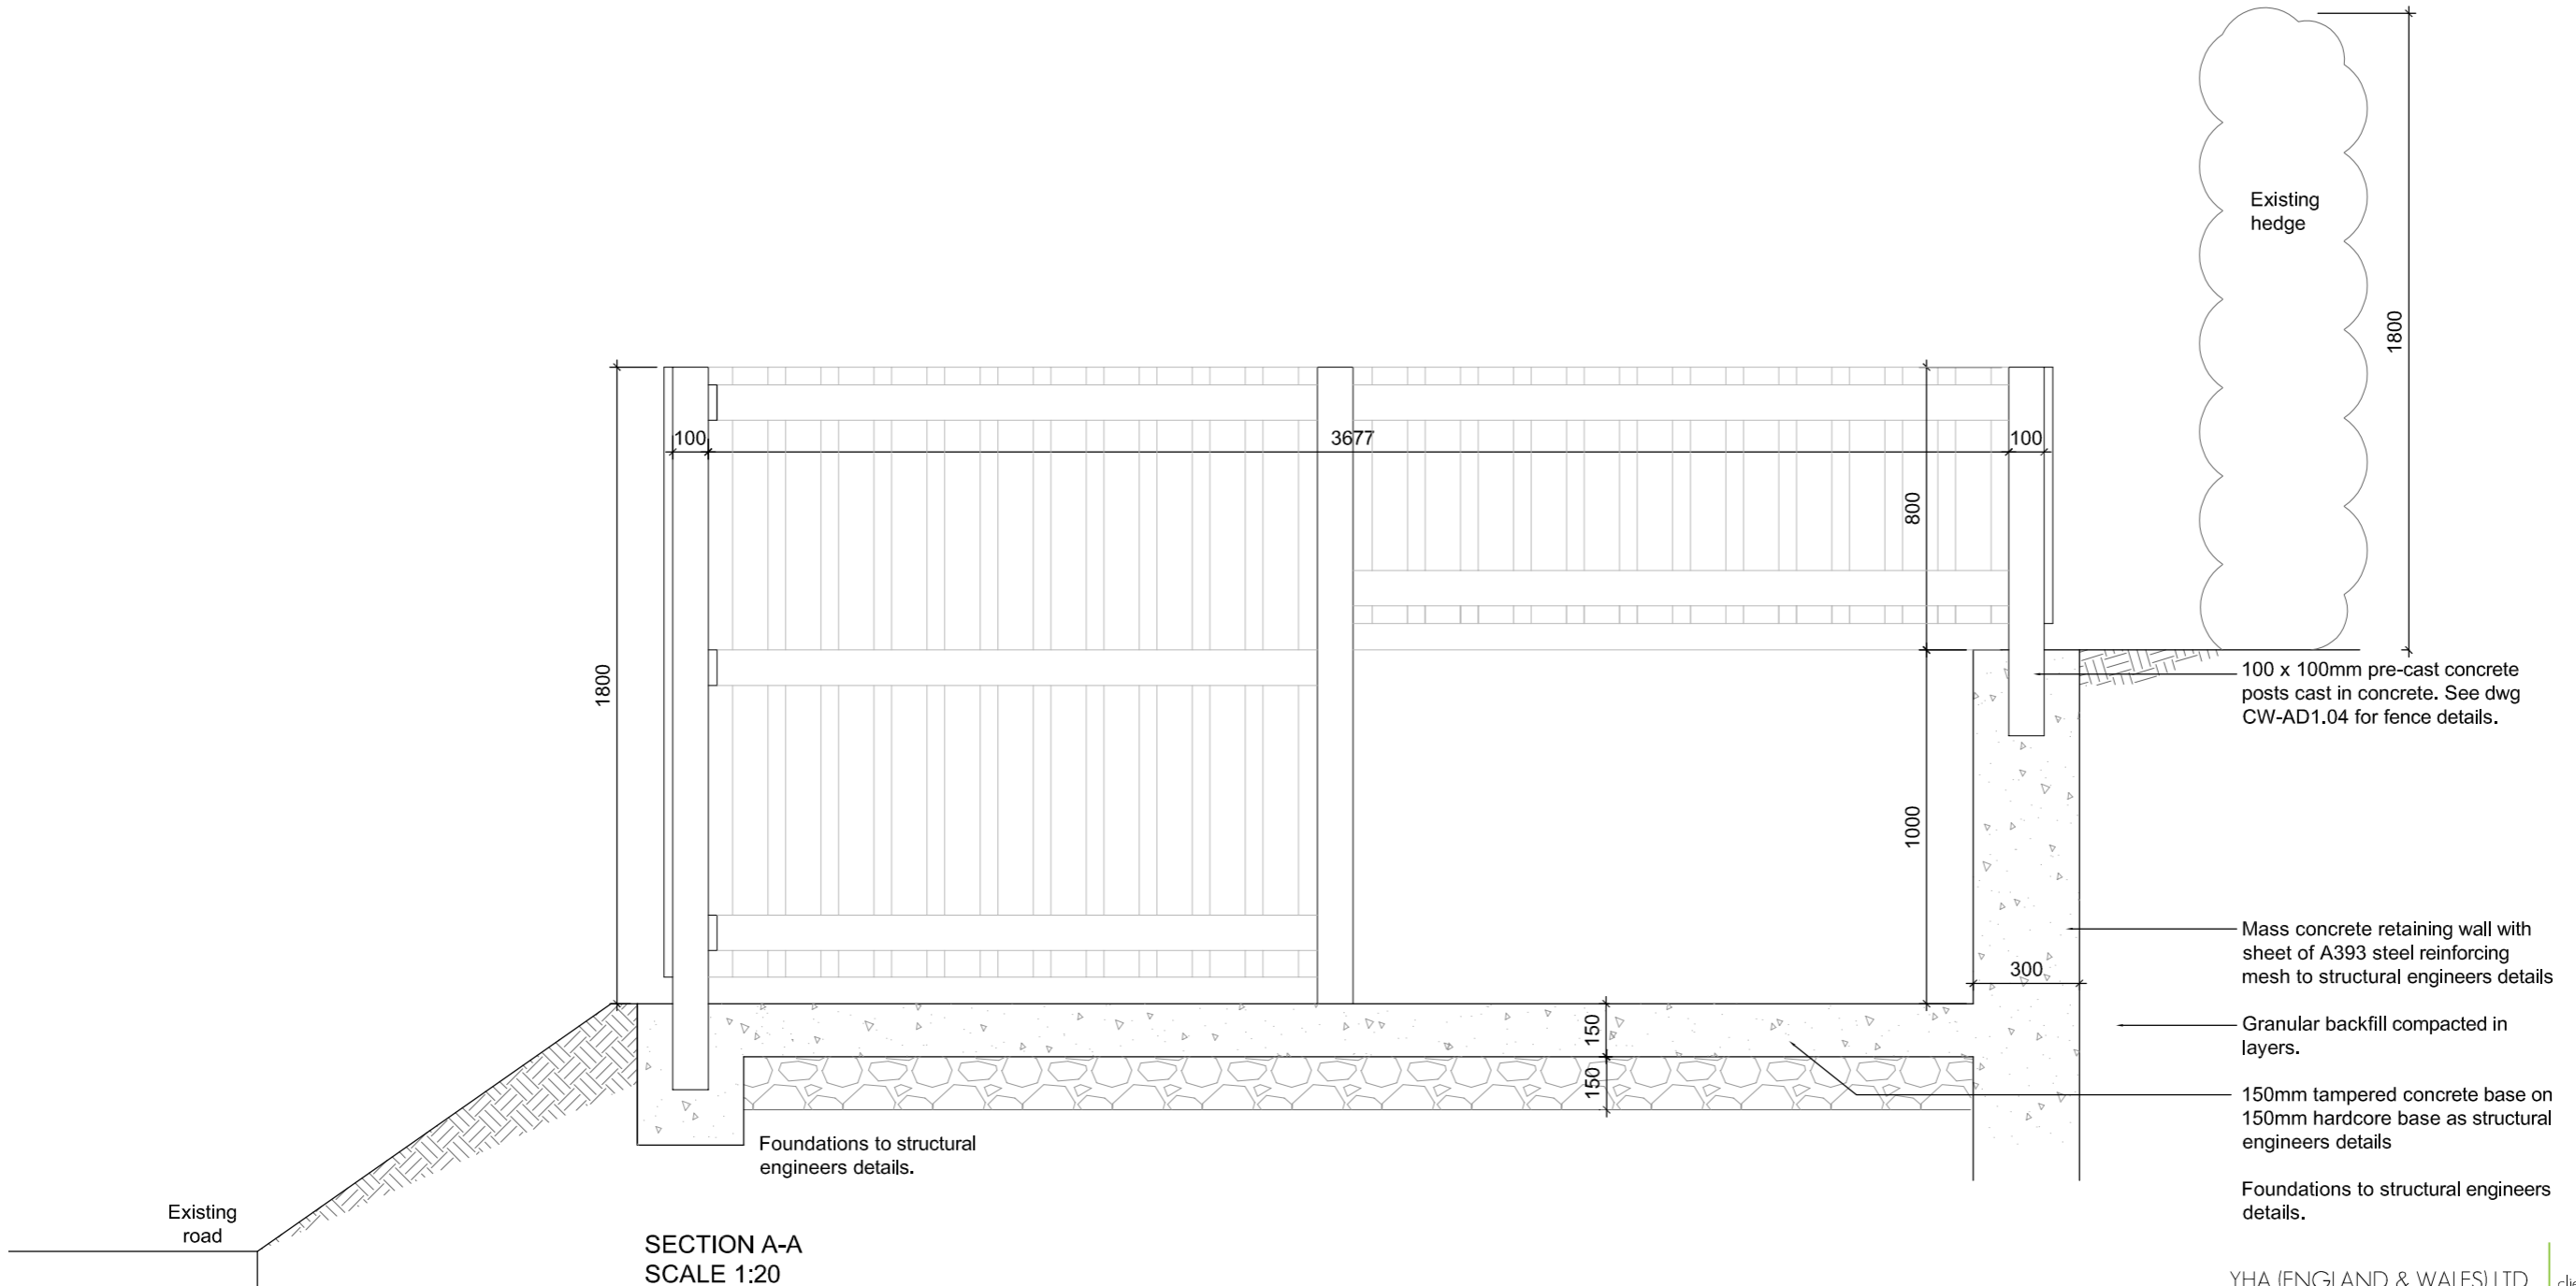 Existing
hedge
1800
1800
100
3677
100
800
1000
100 x 100mm pre-cast concrete
posts cast in concrete. See dwg
CW-AD1.04 for fence details.
Mass concrete retaining wall with
sheet of A393 steel reinforcing
mesh to structural engineers details
300
Granular backfill compacted in
layers.
150
150
150mm tampered concrete base on
150mm hardcore base as structural
engineers details
Foundations to structural
engineers details.
Foundations to structural engineers
details.
Existing
road
SECTION A-A
SCALE 1:20
YHA (ENGLAND & WALES) LTD